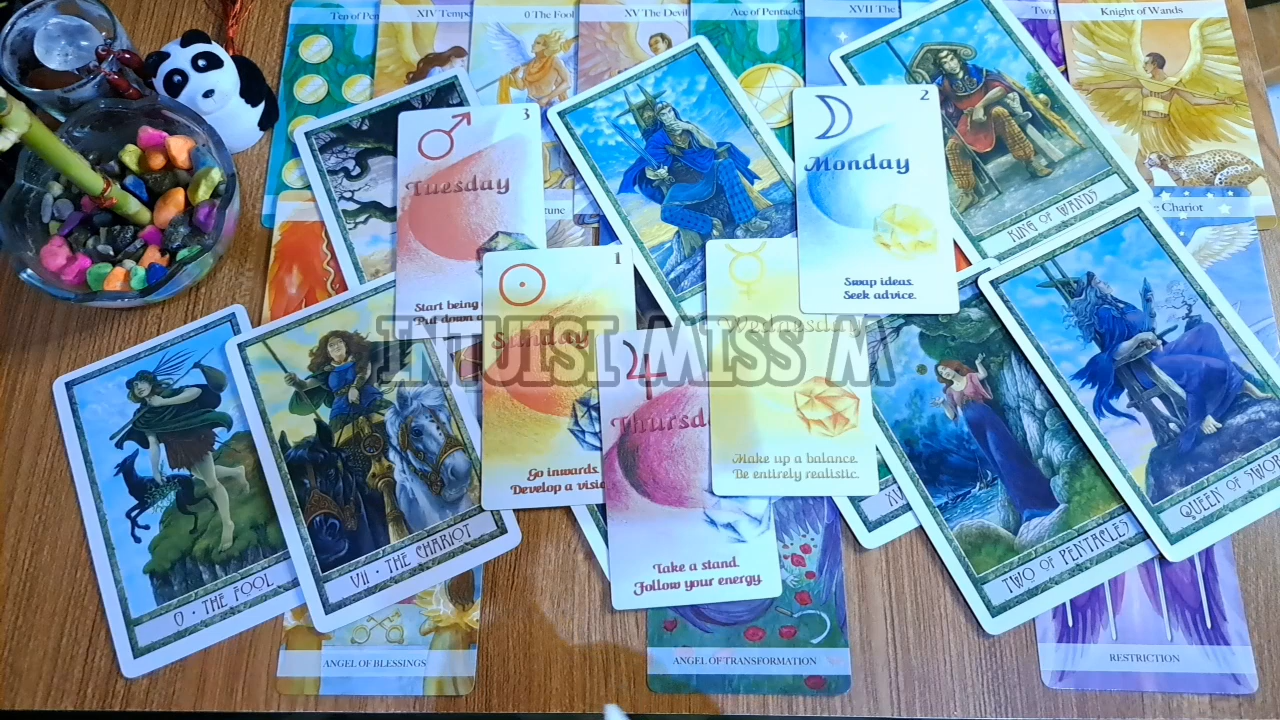 Ten of Pen
XIV Tempe
0 The Fool
XV The Devil
Ace of Pentacle
XVII The
Two
Knight of Wands
3
Tuesday
Start being
Put down a
2
Monday
Swap ideas.
Seek advice.
KING OF WANDS
tune
Chariot
1
Sunday
Go inwards.
Develop a visio
Wednesday
Make up a balance.
Be entirely realistic.
INTUISI MISS M
Thursd
Take a stand.
Follow your energy.
0 · THE FOOL
VII · THE CHARIOT
TWO OF PENTACLES
QUEEN OF SWOR
ANGEL OF BLESSINGS
ANGEL OF TRANSFORMATION
RESTRICTION